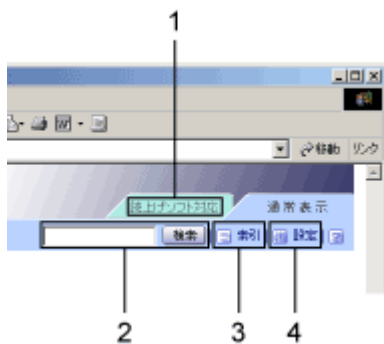 1
移動 リンク
読上げソフト対応 通常表示
検索 索引 設定
2 3 4